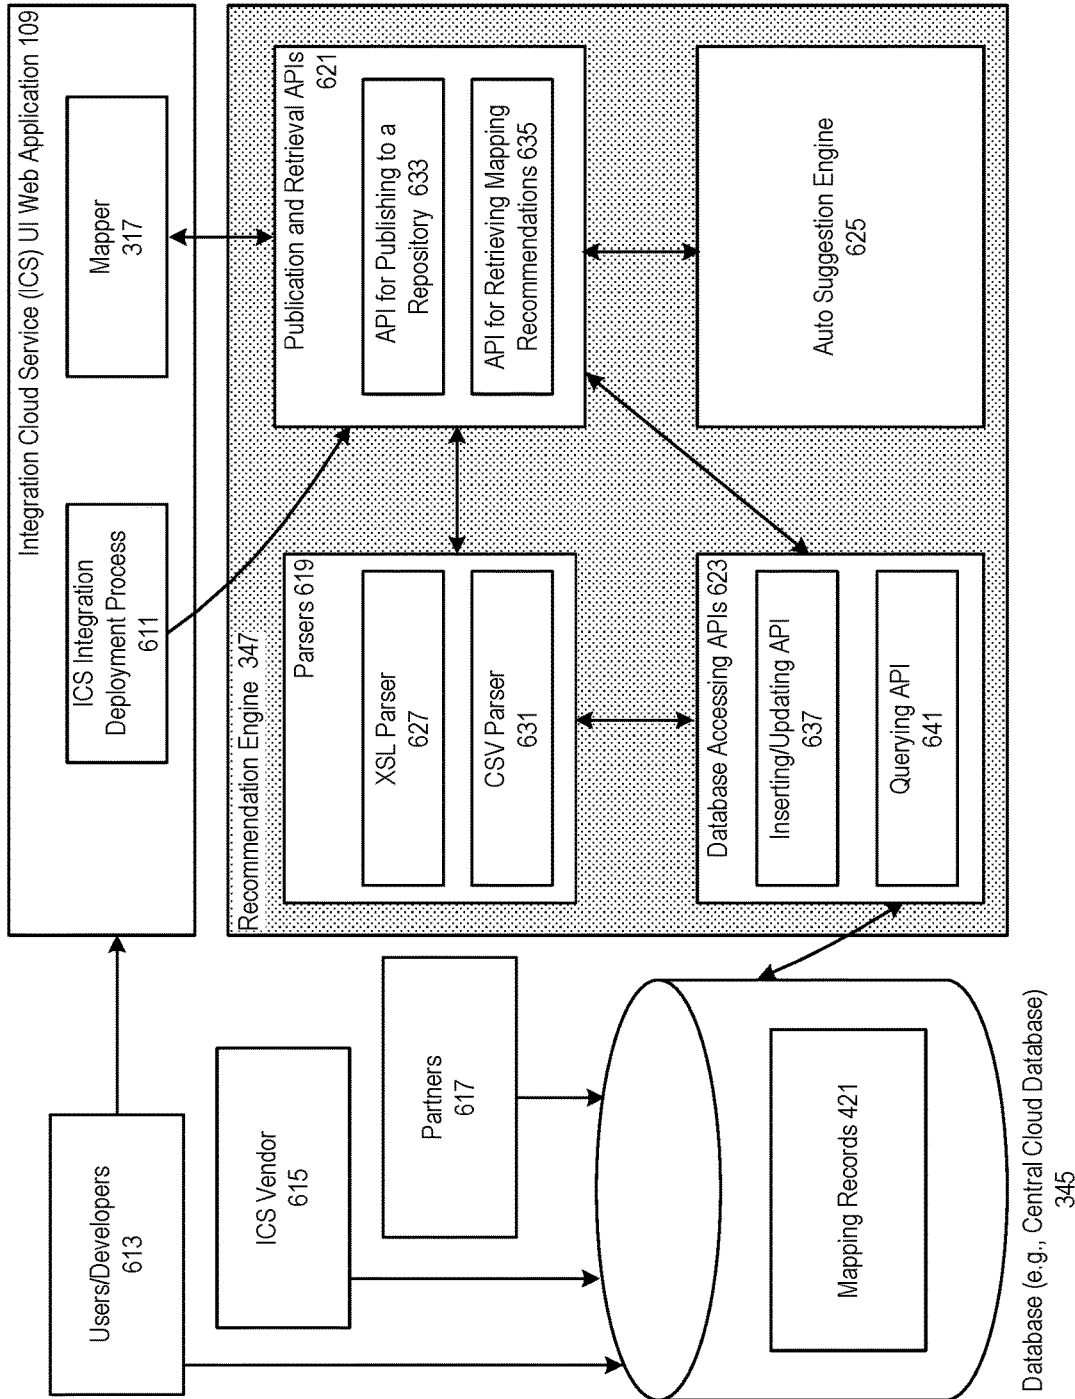 Users/Developers
613
ICS Vendor
615
Partners
617
Integration Cloud Service (ICS) UI Web Application 109
ICS Integration
Deployment Process
611
Mapper
317
Recommendation Engine 347
Parsers 619
XSL Parser
627
CSV Parser
631
Publication and Retrieval APIs
621
API for Publishing to a
Repository 633
API for Retrieving Mapping
Recommendations 635
Database Accessing APIs 623
Inserting/Updating API
637
Querying API
641
Auto Suggestion Engine
625
Mapping Records 421
Database (e.g., Central Cloud Database)
345